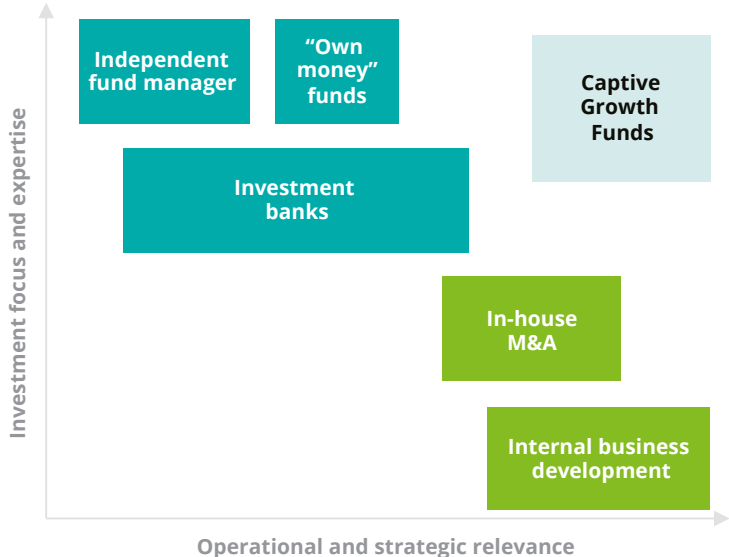 Independent
fund manager
“Own
money”
funds
Captive
Growth
Funds
Investment
banks
In-house
M&A
Internal business
development
Investment focus and expertise
Operational and strategic relevance